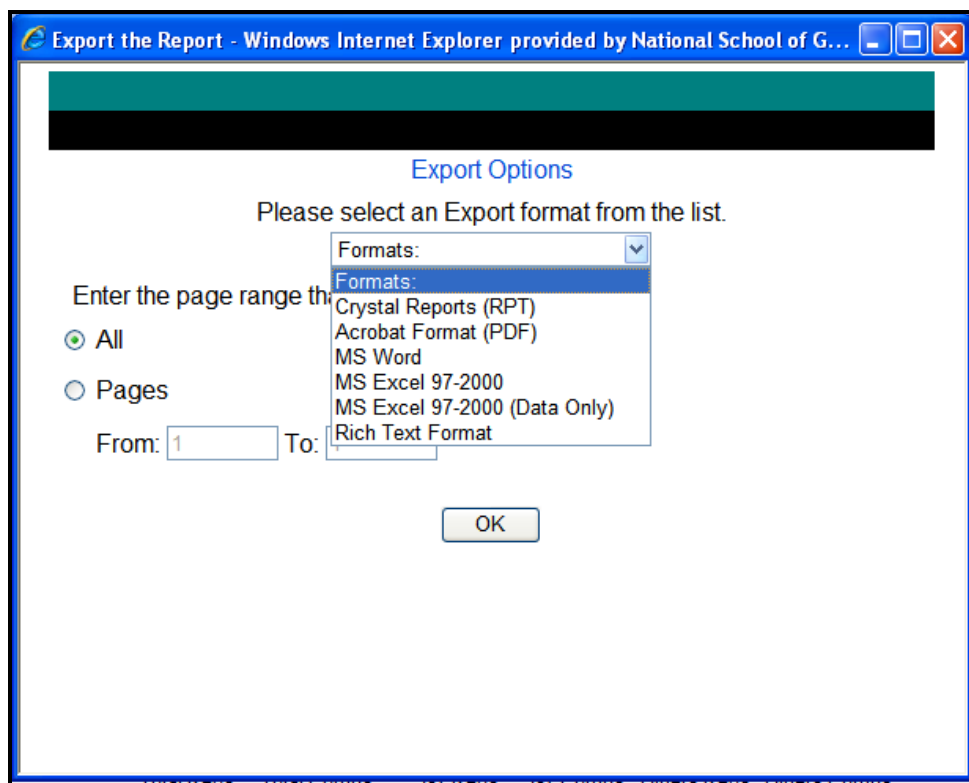 Export the Report - Windows Internet Explorer provided by National School of G...
Export Options
Please select an Export format from the list.
Formats:
Formats:
Crystal Reports (RPT)
Acrobat Format (PDF)
MS Word
MS Excel 97-2000
MS Excel 97-2000 (Data Only)
Rich Text Format
Enter the page range
All
Pages
From: 1 To:
OK